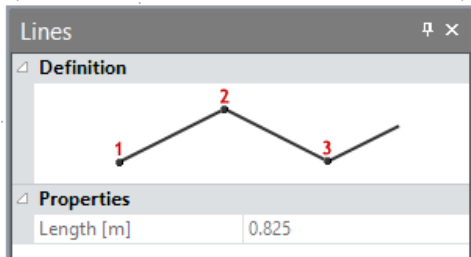 Lines
Definition
2
1
3
Properties
Length [m] 0.825